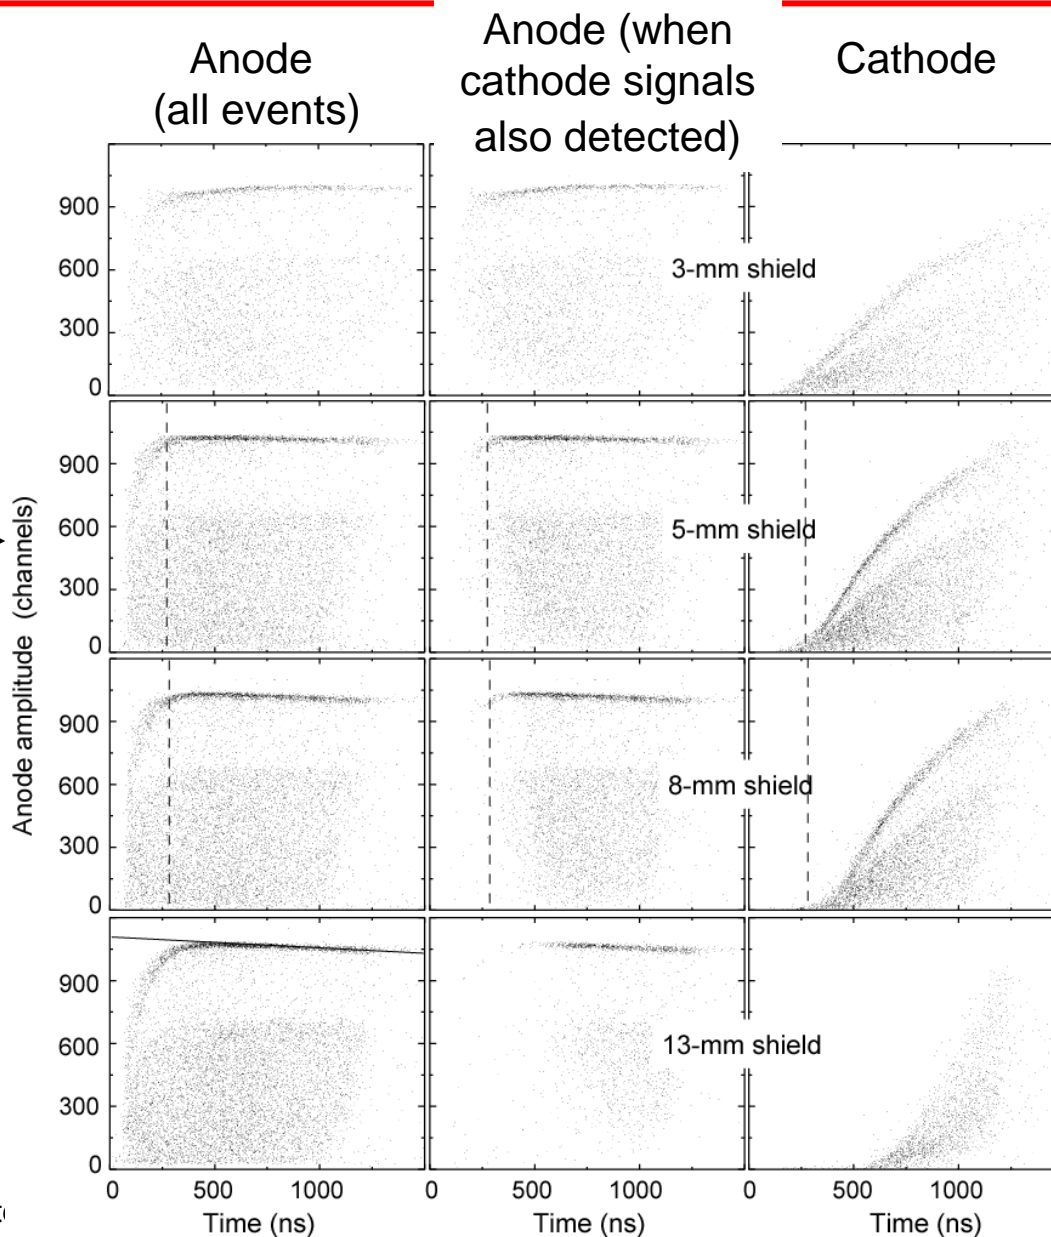 Anode
(all events)
Anode (when
cathode signals
also detected)
Cathode
Anode amplitude (channels)
900
600
300
0
3-mm shield
900
600
300
0
5-mm shield
900
600
300
0
8-mm shield
900
600
300
0
13-mm shield
0
500
1000
0
500
1000
0
500
1000
Time (ns)
Time (ns)
Time (ns)